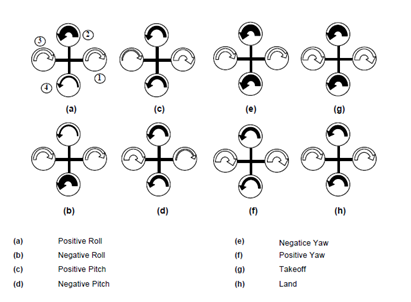 3 2
1
4
(a) (c) (e) (g)
(b) (d) (f) (h)
(a) Positive Roll
(b) Negative Roll
(c) Positive Pitch
(d) Negative Pitch
(e) Negatice Yaw
(f) Positive Yaw
(g) Takeoff
(h) Land